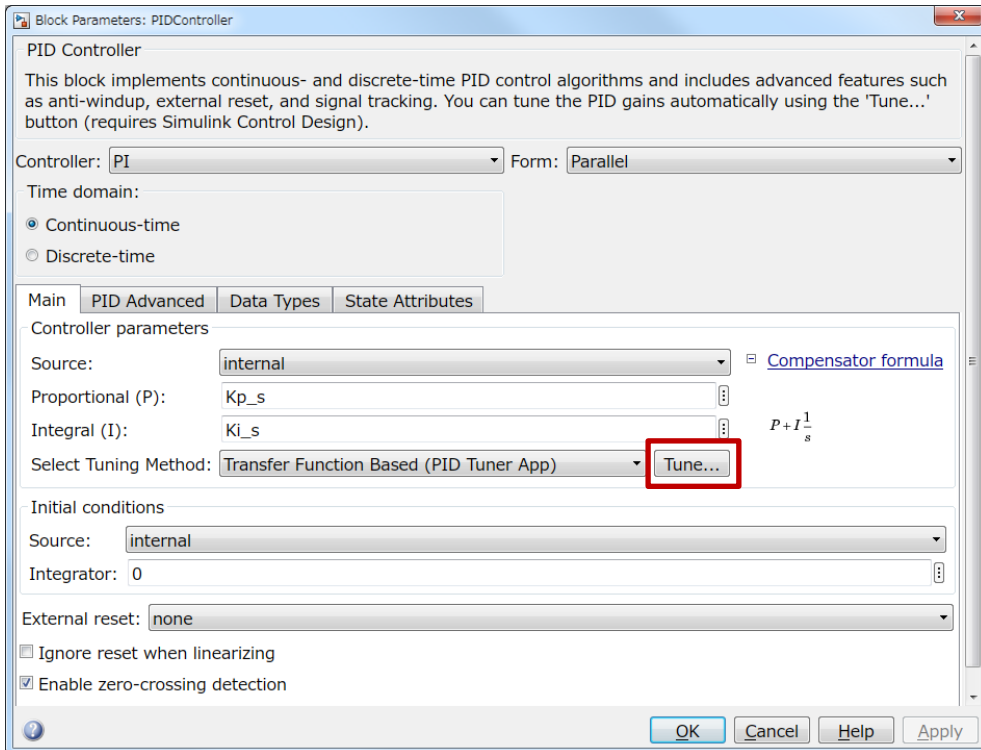 Block Parameters: PIDController
PID Controller
This block implements continuous- and discrete-time PID control algorithms and includes advanced features such
as anti-windup, external reset, and signal tracking. You can tune the PID gains automatically using the 'Tune...'
button (requires Simulink Control Design).
Controller: PI Form: Parallel
Time domain:
Continuous-time
Discrete-time
Main PID Advanced Data Types State Attributes
Controller parameters
Source: internal Compensator formula
Proportional (P): Kp_s
Integral (I): Ki_s P+I 1/s
Select Tuning Method: Transfer Function Based (PID Tuner App) Tune...
Initial conditions
Source: internal
Integrator: 0
External reset: none
Ignore reset when linearizing
Enable zero-crossing detection
OK Cancel Help Apply